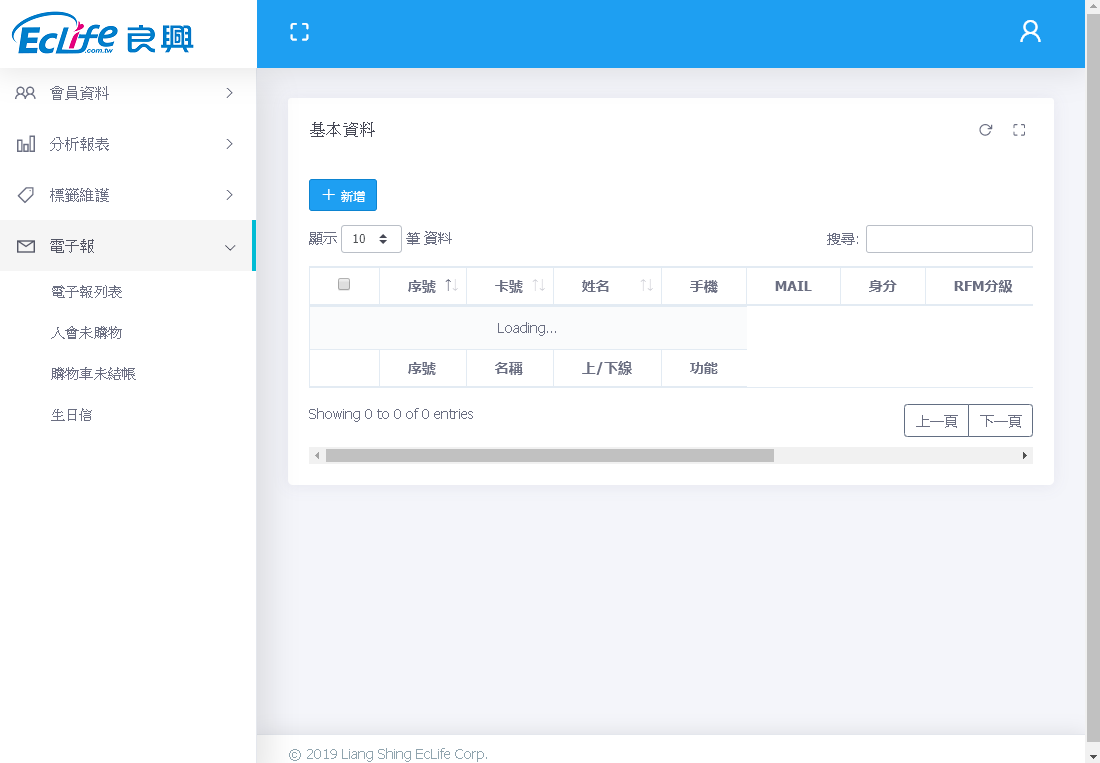 EcLife.com.tw 良興
會員資料
分析報表
標籤維護
電子報
電子報列表
入會未購物
購物車未結帳
生日信
基本資料
新增
顯示 10 筆 資料
搜尋:
序號 卡號 姓名 手機 MAIL 身分 RFM分級
Loading...
序號 名稱 上/下線 功能
Showing 0 to 0 of 0 entries
上一頁 下一頁
© 2019 Liang Shing EcLife Corp.